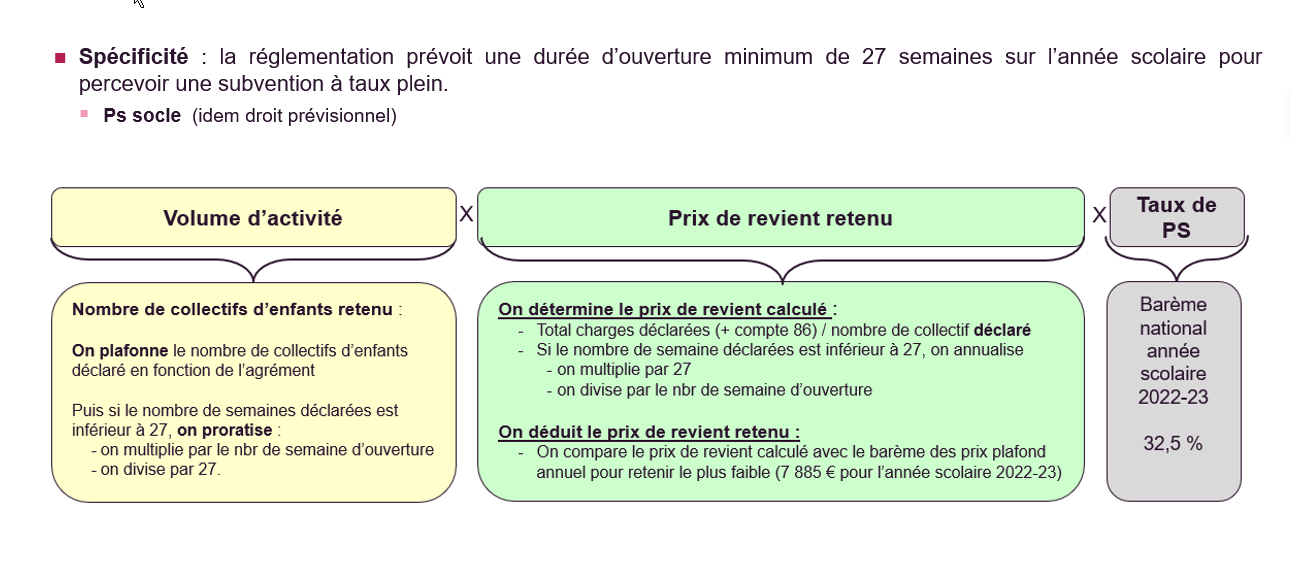 Spécificité : la réglementation prévoit une durée d'ouverture minimum de 27 semaines sur l'année scolaire pour
percevoir une subvention à taux plein.
Ps socle (idem droit prévisionnel)
Volume d'activité
X
Prix de revient retenu
X
Taux de
PS
Nombre de collectifs d'enfants retenu :
On plafonne le nombre de collectifs d'enfants
déclaré en fonction de l'agrément
Puis si le nombre de semaines déclarées est
inférieur à 27, on proratise :
- on multiplie par le nbr de semaine d'ouverture
- on divise par 27.
On détermine le prix de revient calculé :
- Total charges déclarées (+ compte 86) / nombre de collectif déclaré
- Si le nombre de semaine déclarées est inférieur à 27, on annualise
- on multiplie par 27
- on divise par le nbr de semaine d'ouverture
On déduit le prix de revient retenu :
- On compare le prix de revient calculé avec le barème des prix plafond
annuel pour retenir le plus faible (7 885 € pour l'année scolaire 2022-23)
Barème
national
année
scolaire
2022-23
32,5 %